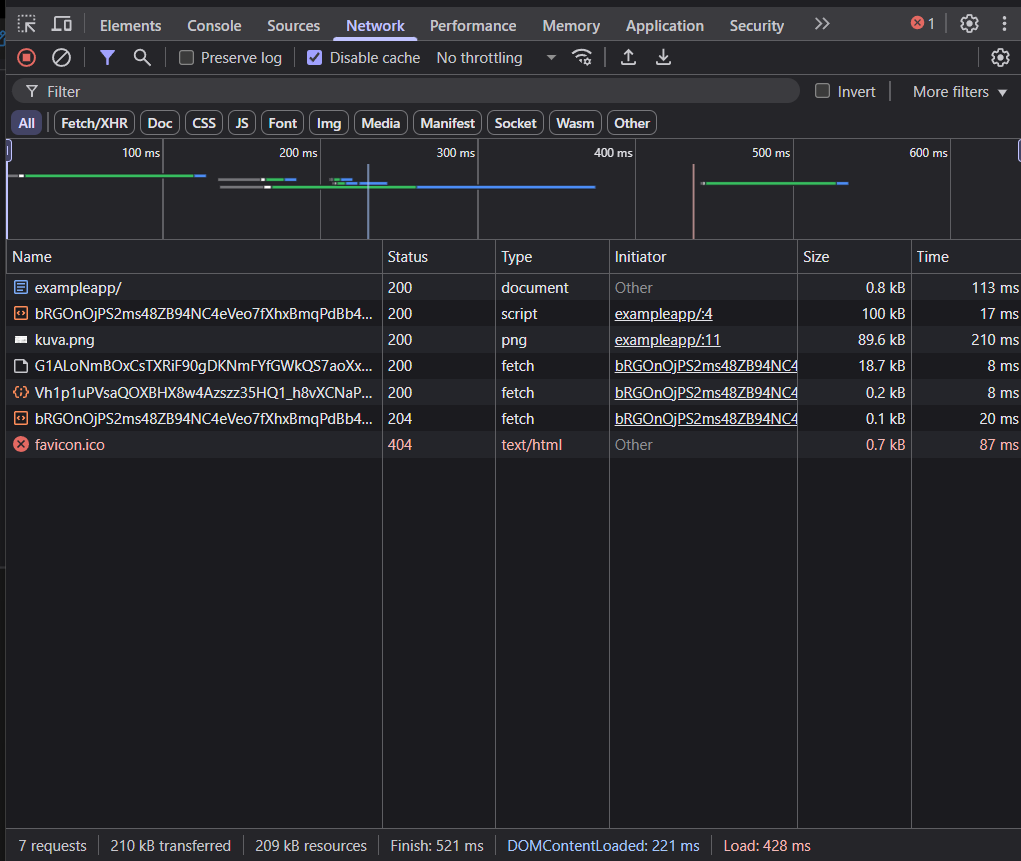 Elements Console Sources Network Performance Memory Application Security 1
Preserve log Disable cache No throttling
Filter Invert More filters
All Fetch/XHR Doc CSS JS Font Img Media Manifest Socket Wasm Other
100 ms 200 ms 300 ms 400 ms 500 ms 600 ms
Name Status Type Initiator Size Time
exampleapp/ 200 document Other 0.8 kB 113 ms
bRGOnOjPS2ms48ZB94NC4eVeo7fXhxBmqPdBb4... 200 script exampleapp/:4 100 kB 17 ms
kuva.png 200 png exampleapp/:11 89.6 kB 210 ms
G1ALoNmBOxCsTXRiF90gDKNmFYfGWkQS7aoXx... 200 fetch bRGOnOjPS2ms48ZB94NC4 18.7 kB 8 ms
Vh1p1uPVsaQOXBHX8w4Azszz35HQ1_h8vXCNaP... 200 fetch bRGOnOjPS2ms48ZB94NC4 0.2 kB 8 ms
bRGOnOjPS2ms48ZB94NC4eVeo7fXhxBmqPdBb4... 204 fetch bRGOnOjPS2ms48ZB94NC4 0.1 kB 20 ms
favicon.ico 404 text/html Other 0.7 kB 87 ms
7 requests 210 kB transferred 209 kB resources Finish: 521 ms DOMContentLoaded: 221 ms Load: 428 ms